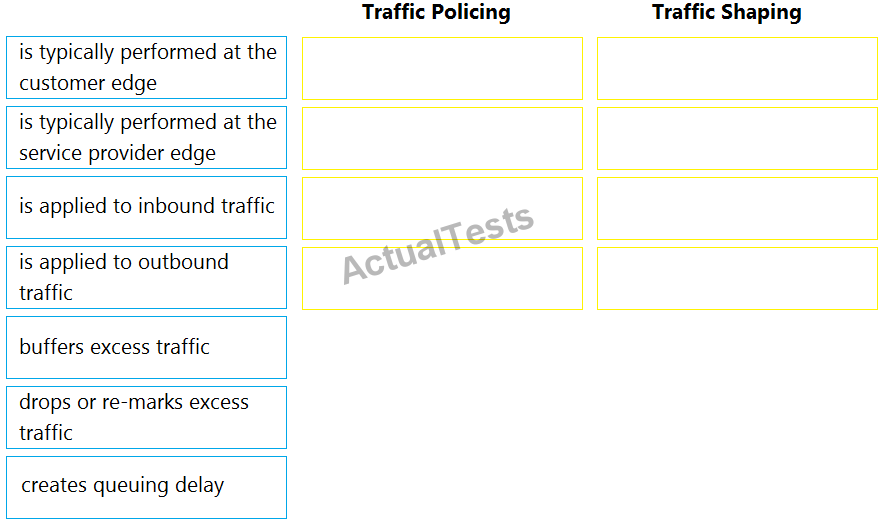 Traffic Policing
Traffic Shaping
is typically performed at the
customer edge
is typically performed at the
service provider edge
is applied to inbound traffic
is applied to outbound
traffic
buffers excess traffic
drops or re-marks excess
traffic
creates queuing delay
ActualTests